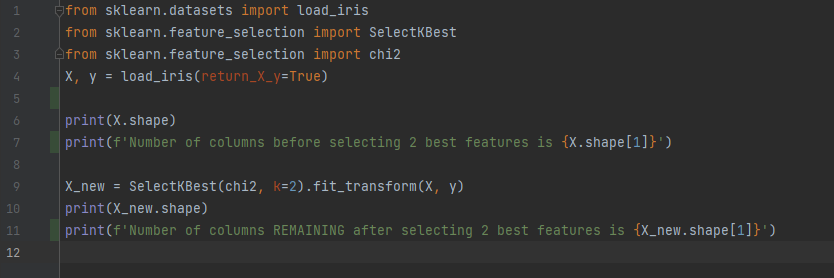 1 from sklearn.datasets import load_iris
2 from sklearn.feature_selection import SelectKBest
3 from sklearn.feature_selection import chi2
4 X, y = load_iris(return_X_y=True)
5
6 print(X.shape)
7 print(f'Number of columns before selecting 2 best features is {X.shape[1]}')
8
9 X_new = SelectKBest(chi2, k=2).fit_transform(X, y)
10 print(X_new.shape)
11 print(f'Number of columns REMAINING after selecting 2 best features is {X_new.shape[1]}')
12